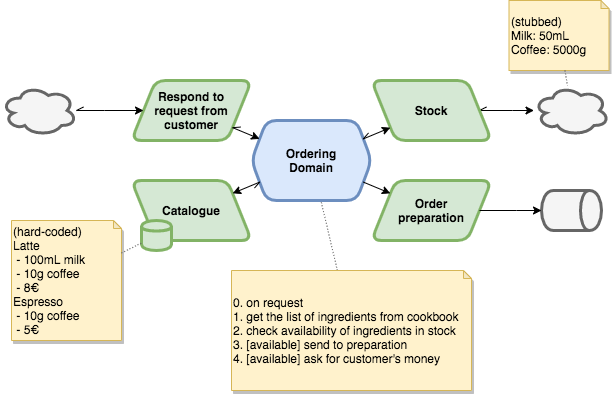 (stubbed)
Milk: 50mL
Coffee: 5000g
Respond to
request from
customer
Stock
Ordering
Domain
Catalogue
Order
preparation
(hard-coded)
Latte
- 100mL milk
- 10g coffee
- 8€
Espresso
- 10g coffee
- 5€
0. on request
1. get the list of ingredients from cookbook
2. check availability of ingredients in stock
3. [available] send to preparation
4. [available] ask for customer's money